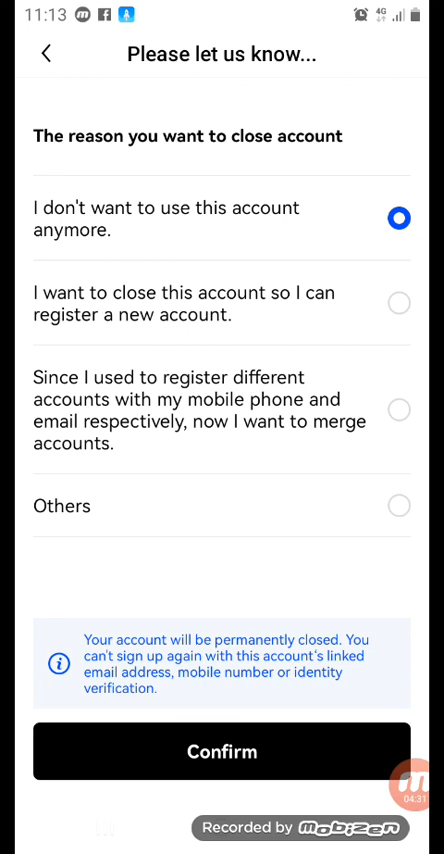 11:13
4G
Please let us know...
The reason you want to close account
I don't want to use this account
anymore.
I want to close this account so I can
register a new account.
Since I used to register different
accounts with my mobile phone and
email respectively, now I want to merge
accounts.
Others
Your account will be permanently closed. You
can't sign up again with this account's linked
email address, mobile number or identity
verification.
Confirm
04:31
Recorded by mobizen